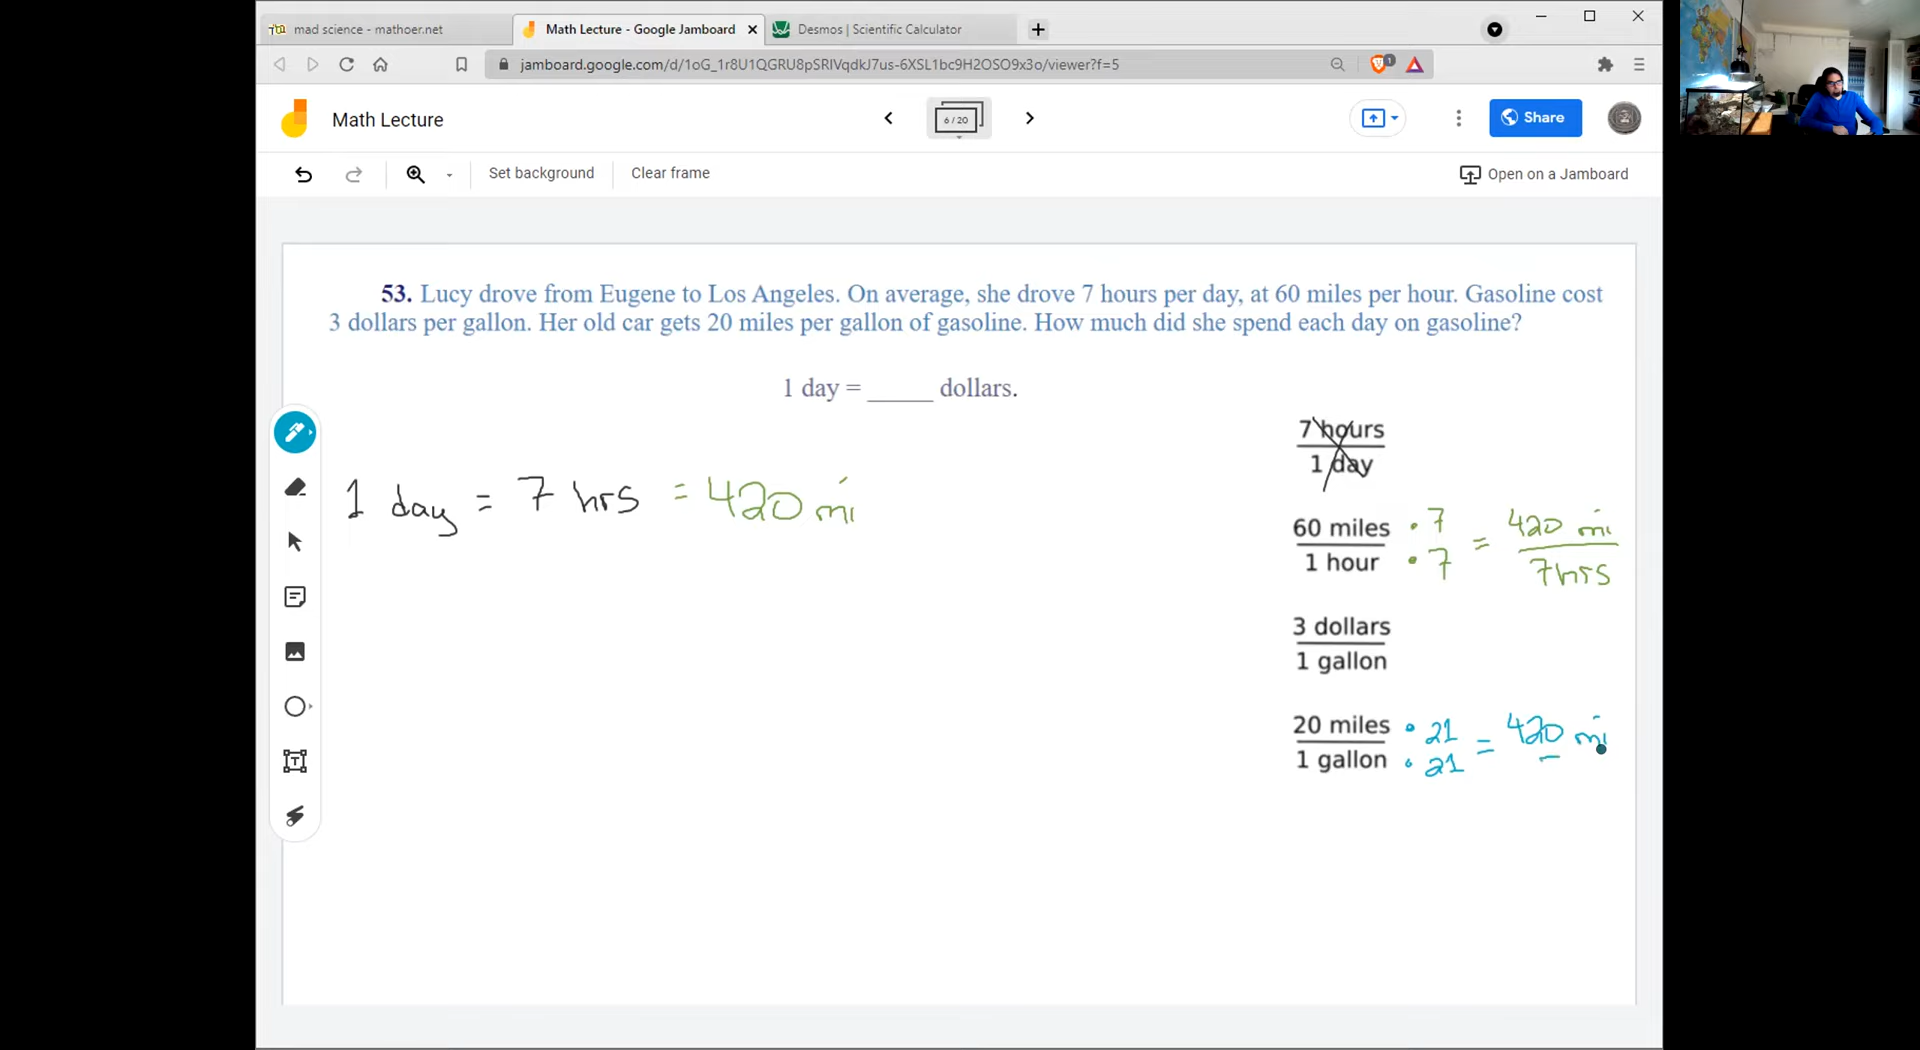 mad science - mathoer.net
Math Lecture - Google Jamboard
Desmos | Scientific Calculator
jamboard.google.com/d/1oG_1r8U1QGRU8pSRIVqdkJ7us-6XSL1bc9H2OSO9x3o/viewer?f=5
1
Math Lecture
6 / 20
Share
Set background
Clear frame
Open on a Jamboard
53. Lucy drove from Eugene to Los Angeles. On average, she drove 7 hours per day, at 60 miles per hour. Gasoline cost
3 dollars per gallon. Her old car gets 20 miles per gallon of gasoline. How much did she spend each day on gasoline?
1 day = _____ dollars.
7 hours
1 day
1 day = 7 hrs = 420 mi
60 miles · 7 = 420 mi
1 hour · 7 7hrs
3 dollars
1 gallon
20 miles · 21 = 420 mi
1 gallon · 21